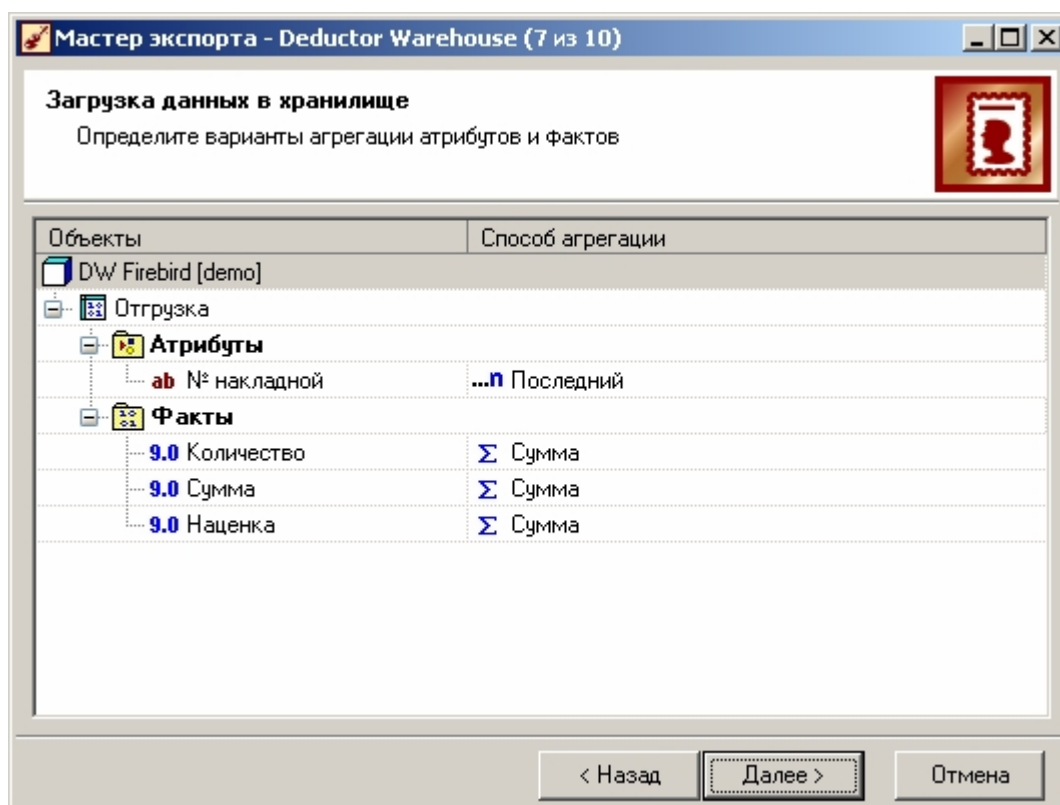 Мастер экспорта - Deductor Warehouse (7 из 10)
Загрузка данных в хранилище
Определите варианты агрегации атрибутов и фактов
Объекты Способ агрегации
DW Firebird [demo]
Отгрузка
Атрибуты
ab № накладной ...n Последний
Факты
9.0 Количество Σ Сумма
9.0 Сумма Σ Сумма
9.0 Наценка Σ Сумма
< Назад Далее > Отмена